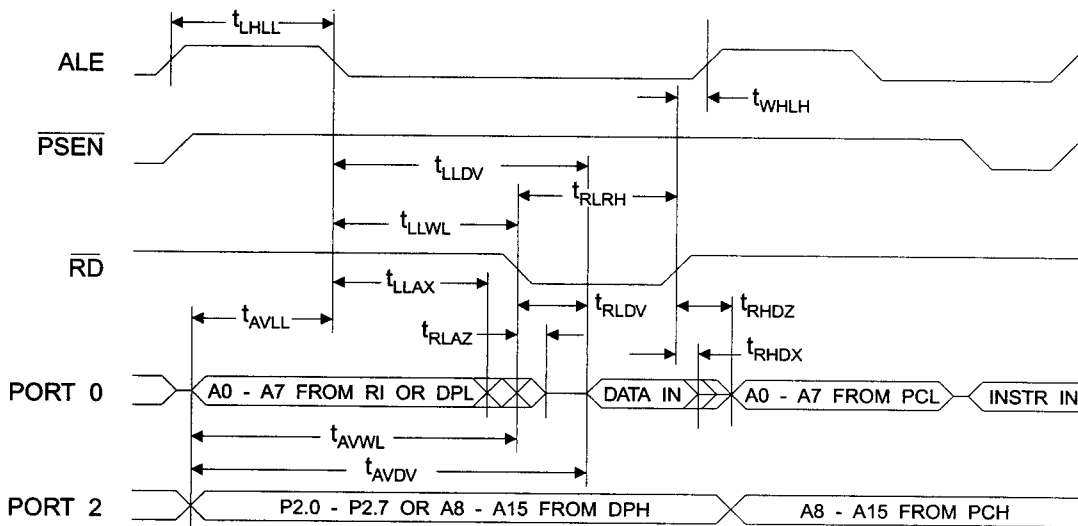 tLHLL
ALE
tWHLH
PSEN
tLLDV
tRLRH
tLLWL
RD
tLLAX
tAVLL
tRLDV
tRHDZ
tRLAZ
tRHDX
PORT 0
A0 - A7 FROM RI OR DPL
DATA IN
A0 - A7 FROM PCL
INSTR IN
tAVWL
tAVDV
PORT 2
P2.0 - P2.7 OR A8 - A15 FROM DPH
A8 - A15 FROM PCH